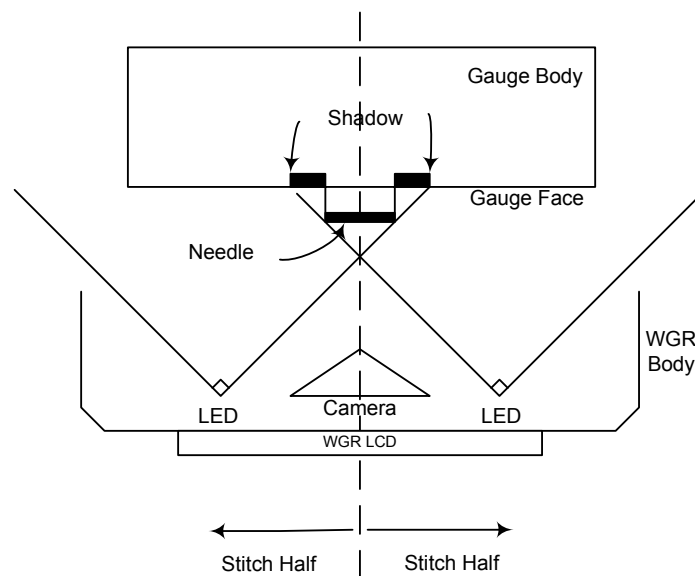 Gauge Body
Shadow
Gauge Face
Needle
WGR
Body
LED
Camera
LED
WGR LCD
Stitch Half
Stitch Half